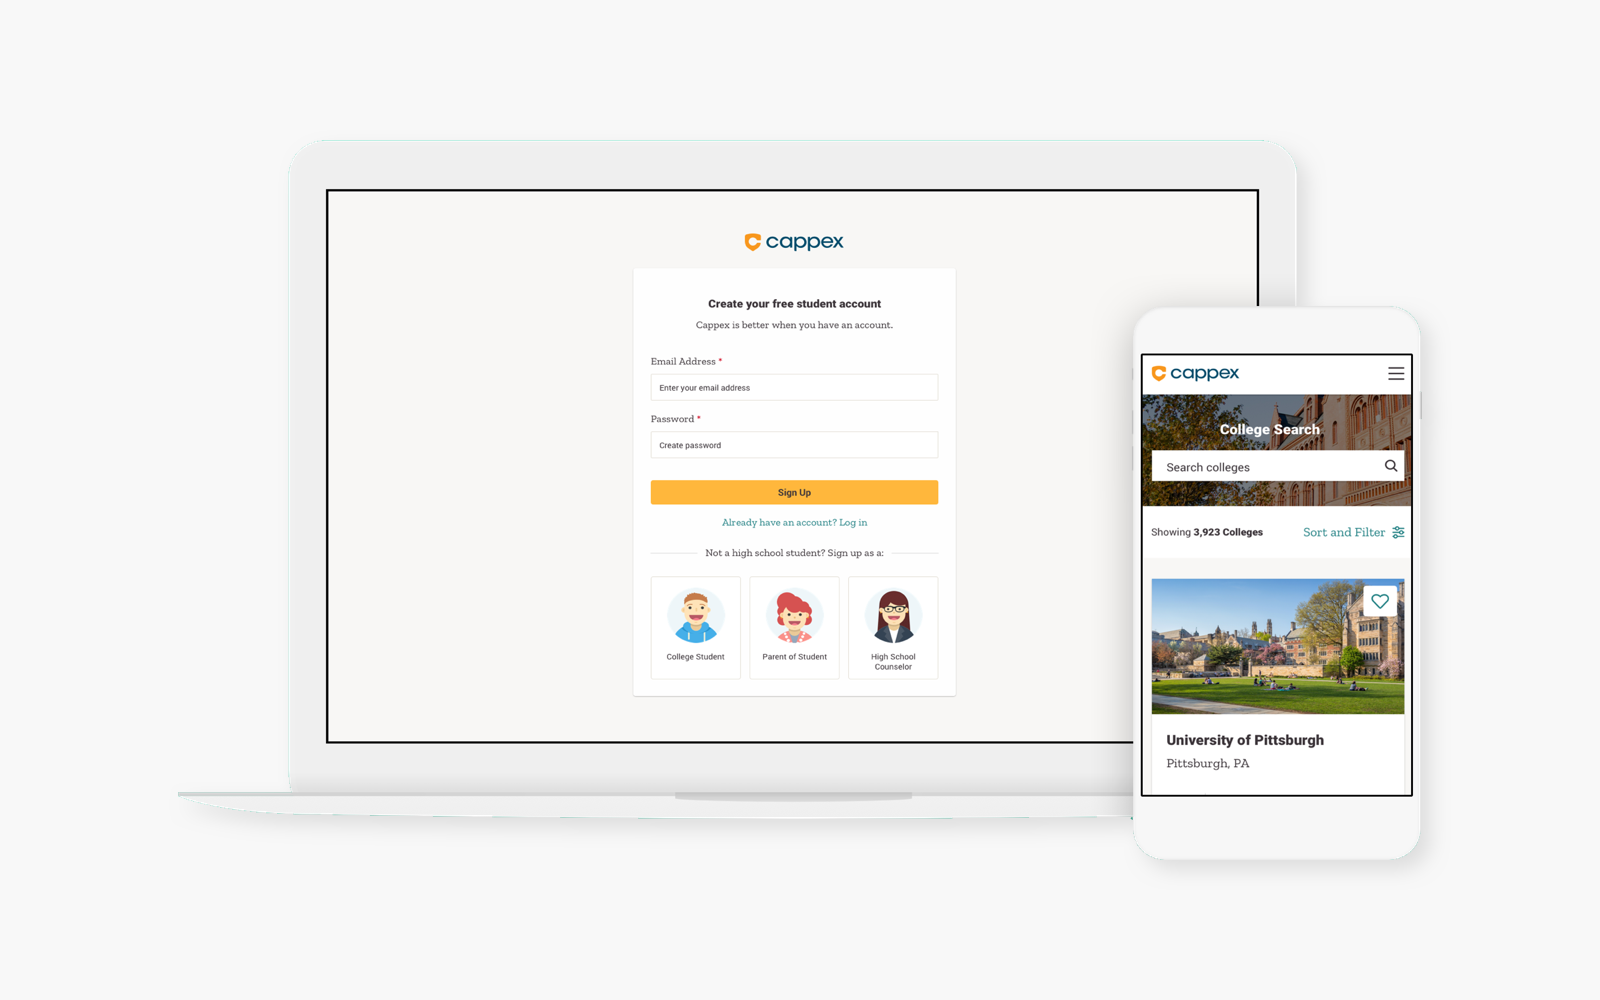 cappex
Create your free student account
Cappex is better when you have an account.
Email Address *
Enter your email address
Password *
Create password
Sign Up
Already have an account? Log in
Not a high school student? Sign up as a:
College Student
Parent of Student
High School
Counselor
cappex
College Search
Search colleges
Showing 3,923 Colleges
Sort and Filter
University of Pittsburgh
Pittsburgh, PA